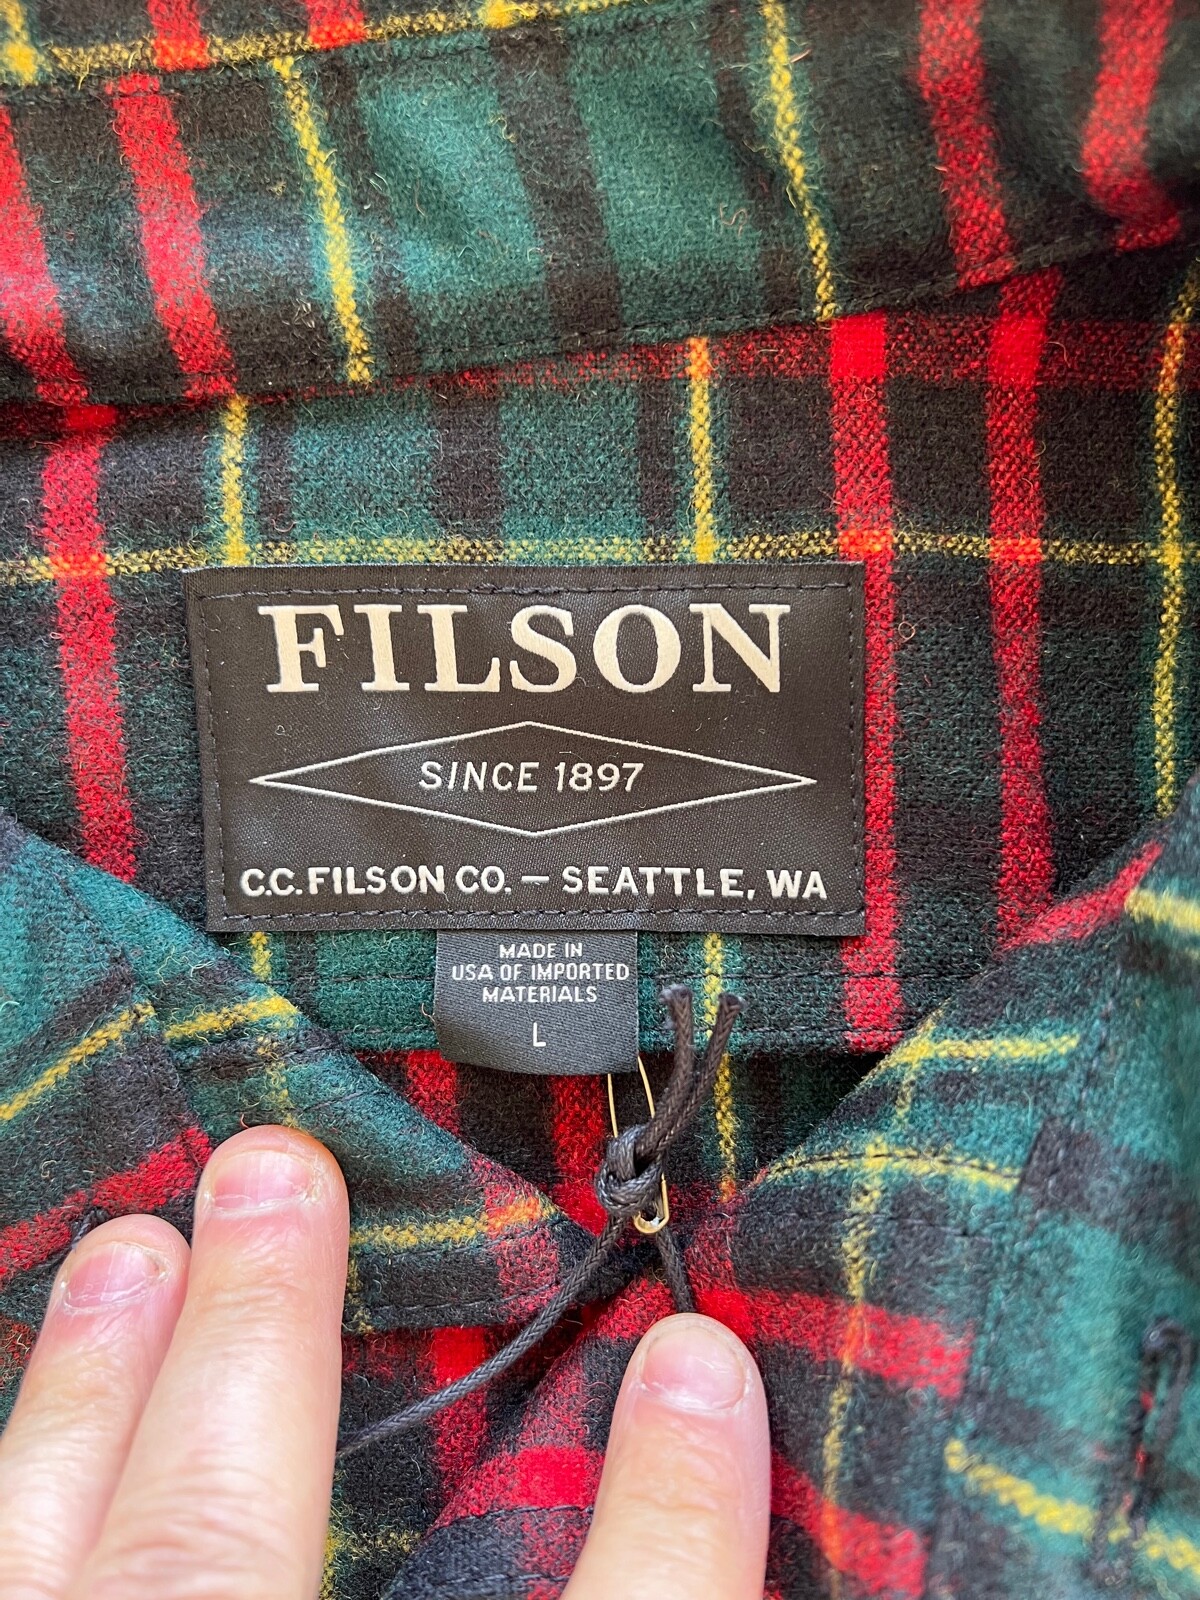 FILSON
SINCE 1897
C.C. FILSON CO. – SEATTLE, WA
MADE IN
USA OF IMPORTED
MATERIALS
L